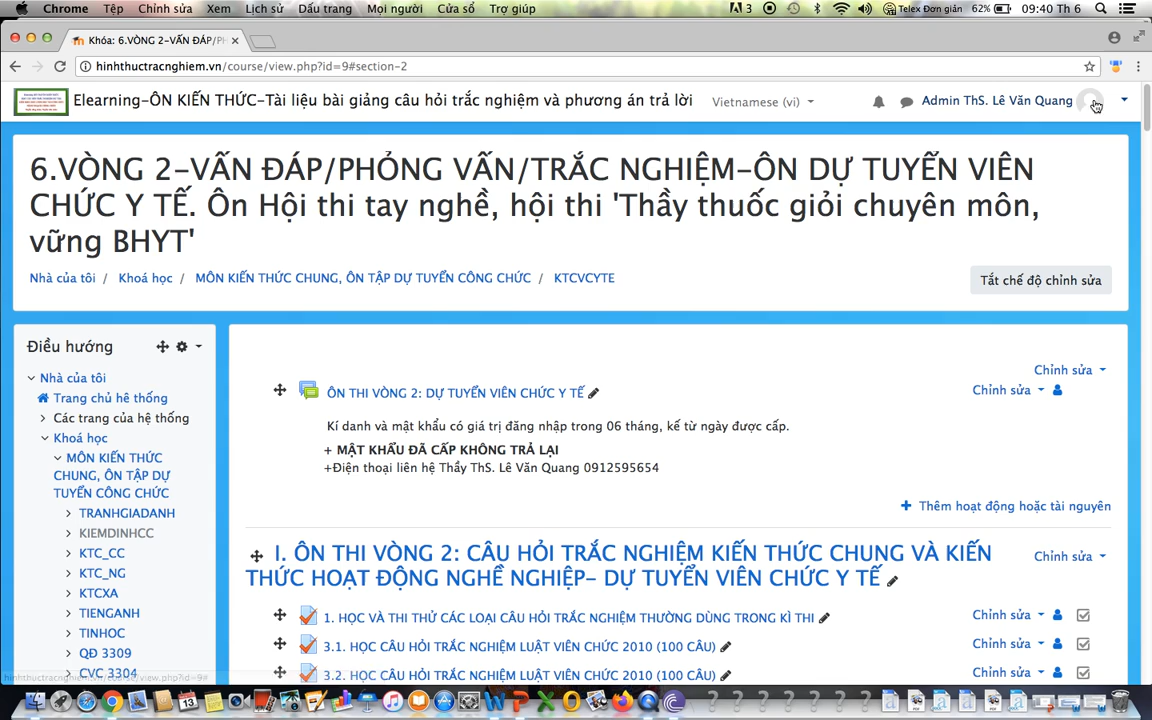 Chrome Tệp Chỉnh sửa Xem Lịch sử Dấu trang Mọi người Cửa sổ Trợ giúp 3 Telex Đơn giản 62% 09:40 Th 6
Khóa: 6.VÒNG 2-VẤN ĐÁP/PH
hinhthuctracnghiem.vn/course/view.php?id=9#section-2
Elearning-ÔN KIẾN THỨC-Tài liệu bài giảng câu hỏi trắc nghiệm và phương án trả lời Vietnamese (vi) Admin ThS. Lê Văn Quang
6.VÒNG 2-VẤN ĐÁP/PHỎNG VẤN/TRẮC NGHIỆM-ÔN DỰ TUYỂN VIÊN
CHỨC Y TẾ. Ôn Hội thi tay nghề, hội thi 'Thầy thuốc giỏi chuyên môn,
vững BHYT'
Nhà của tôi / Khoá học / MÔN KIẾN THỨC CHUNG, ÔN TẬP DỰ TUYỂN CÔNG CHỨC / KTCVCYTE
Tắt chế độ chỉnh sửa
Điều hướng
Nhà của tôi
Trang chủ hệ thống
Các trang của hệ thống
Khoá học
MÔN KIẾN THỨC
CHUNG, ÔN TẬP DỰ
TUYỂN CÔNG CHỨC
TRANHGIADANH
KIEMDINHCC
KTC_CC
KTC_NG
KTCXA
TIENGANH
TINHOC
QĐ 3309
CVC 3304
Chỉnh sửa
ÔN THI VÒNG 2: DỰ TUYỂN VIÊN CHỨC Y TẾ Chỉnh sửa
Kí danh và mật khẩu có giá trị đăng nhập trong 06 tháng, kể từ ngày được cấp.
+ MẬT KHẨU ĐÃ CẤP KHÔNG TRẢ LẠI
+Điện thoại liên hệ Thầy ThS. Lê Văn Quang 0912595654
Thêm hoạt động hoặc tài nguyên
I. ÔN THI VÒNG 2: CÂU HỎI TRẮC NGHIỆM KIẾN THỨC CHUNG VÀ KIẾN Chỉnh sửa
THỨC HOẠT ĐỘNG NGHỀ NGHIỆP- DỰ TUYỂN VIÊN CHỨC Y TẾ
1. HỌC VÀ THI THỬ CÁC LOẠI CÂU HỎI TRẮC NGHIỆM THƯỜNG DÙNG TRONG KÌ THI Chỉnh sửa
3.1. HỌC CÂU HỎI TRẮC NGHIỆM LUẬT VIÊN CHỨC 2010 (100 CÂU) Chỉnh sửa
3.2. HỌC CÂU HỎI TRẮC NGHIỆM LUẬT VIÊN CHỨC 2010 (100 CÂU) Chỉnh sửa
hinhthuctracnghiem.vn/course/view.php?id=9#